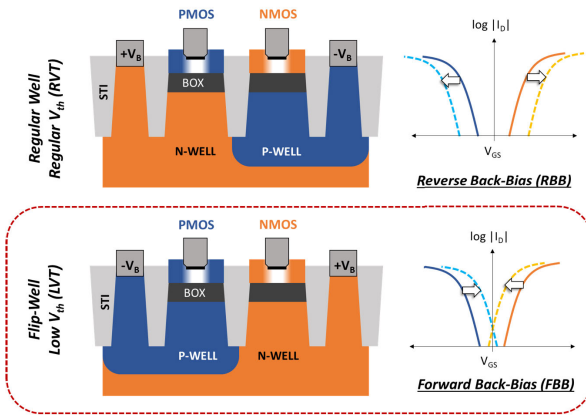 PMOS NMOS
+V_B -V_B
STI
BOX
N-WELL P-WELL
Regular Well
Regular V_th (RVT)
log |I_D|
V_GS
Reverse Back-Bias (RBB)
PMOS NMOS
-V_B +V_B
STI
BOX
P-WELL N-WELL
Flip-Well
Low V_th (LVT)
log |I_D|
V_GS
Forward Back-Bias (FBB)